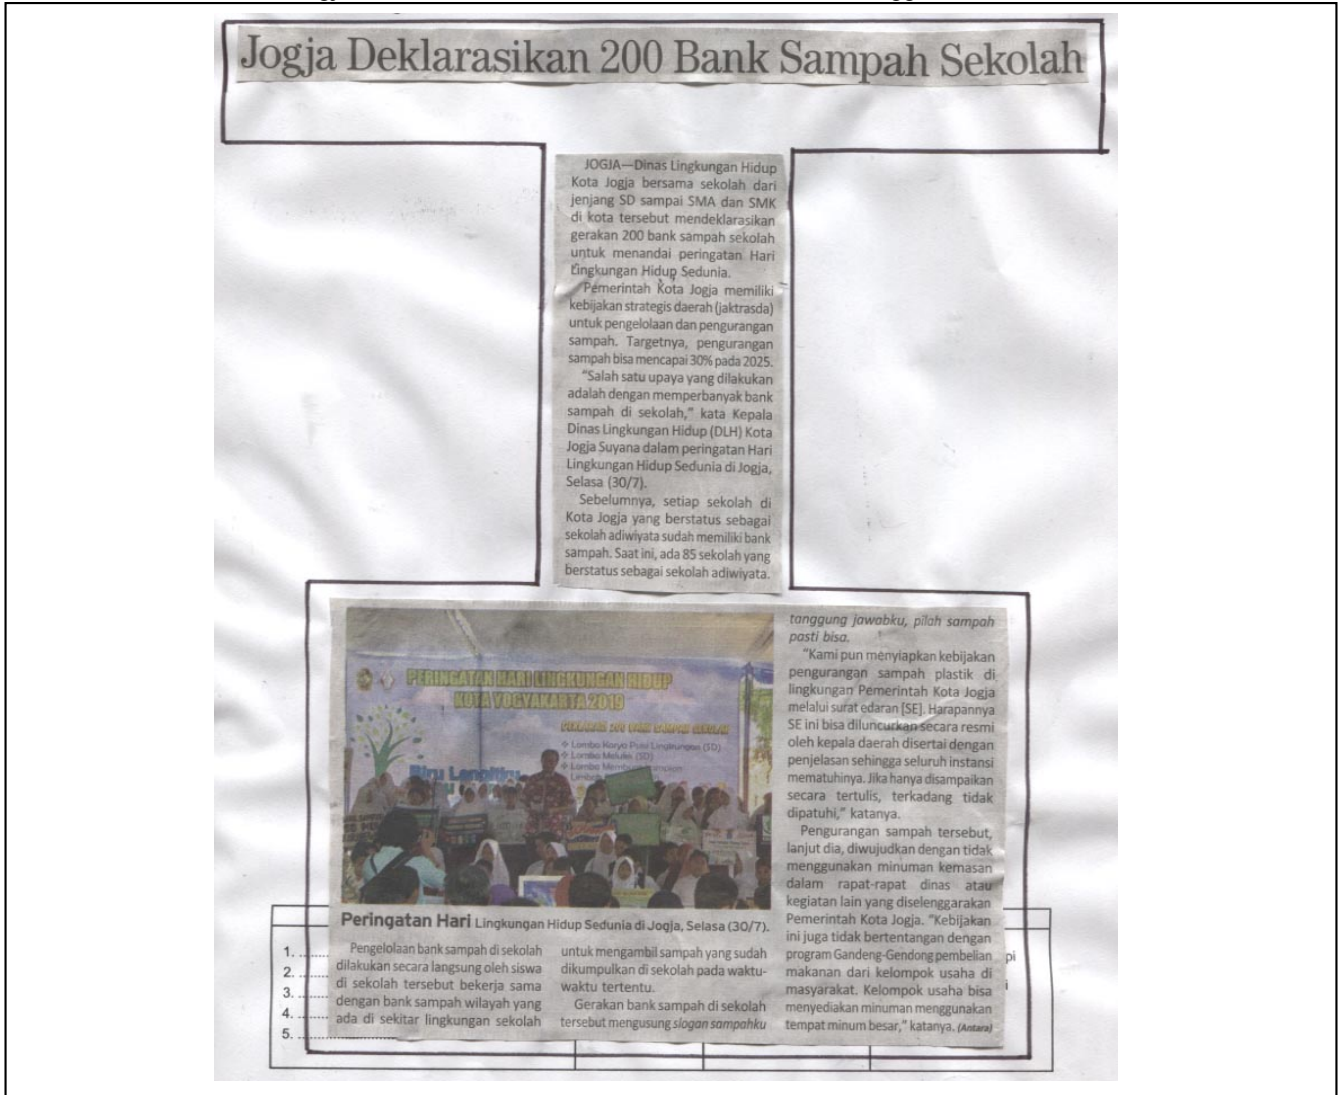 Jogja Deklarasikan 200 Bank Sampah Sekolah
JOGJA—Dinas Lingkungan Hidup
Kota Jogja bersama sekolah dari
jenjang SD sampai SMA dan SMK
di kota tersebut mendeklarasikan
gerakan 200 bank sampah sekolah
untuk menandai peringatan Hari
Lingkungan Hidup Sedunia.
Pemerintah Kota Jogja memiliki
kebijakan strategis daerah (jaktrasda)
untuk pengelolaan dan pengurangan
sampah. Targetnya, pengurangan
sampah bisa mencapai 30% pada 2025.
"Salah satu upaya yang dilakukan
adalah dengan memperbanyak bank
sampah di sekolah," kata Kepala
Dinas Lingkungan Hidup (DLH) Kota
Jogja Suyana dalam peringatan Hari
Lingkungan Hidup Sedunia di Jogja,
Selasa (30/7).
Sebelumnya, setiap sekolah di
Kota Jogja yang berstatus sebagai
sekolah adiwiyata sudah memiliki bank
sampah. Saat ini, ada 85 sekolah yang
berstatus sebagai sekolah adiwiyata.
PERINGATAN HARI LINGKUNGAN HIDUP
KOTA YOGYAKARTA 2019
DEKLARASI 200 BANK SAMPAH SEKOLAH
Lomba Karya Puisi Lingkungan (SD)
Lomba Melukis (SD)
Lomba
Biru Langitku
Peringatan Hari Lingkungan Hidup Sedunia di Jogja, Selasa (30/7).
Pengelolaan bank sampah di sekolah
dilakukan secara langsung oleh siswa
di sekolah tersebut bekerja sama
dengan bank sampah wilayah yang
ada di sekitar lingkungan sekolah
untuk mengambil sampah yang sudah
dikumpulkan di sekolah pada waktu-
waktu tertentu.
Gerakan bank sampah di sekolah
tersebut mengusung slogan sampahku
tanggung jawabku, pilah sampah
pasti bisa.
"Kami pun menyiapkan kebijakan
pengurangan sampah plastik di
lingkungan Pemerintah Kota Jogja
melalui surat edaran [SE]. Harapannya
SE ini bisa diluncurkan secara resmi
oleh kepala daerah disertai dengan
penjelasan sehingga seluruh instansi
mematuhinya. Jika hanya disampaikan
secara tertulis, terkadang tidak
dipatuhi," katanya.
Pengurangan sampah tersebut,
lanjut dia, diwujudkan dengan tidak
menggunakan minuman kemasan
dalam rapat-rapat dinas atau
kegiatan lain yang diselenggarakan
Pemerintah Kota Jogja. "Kebijakan
ini juga tidak bertentangan dengan
program Gandeng-Gendong pembelian
makanan dari kelompok usaha di
masyarakat. Kelompok usaha bisa
menyediakan minuman menggunakan
tempat minum besar," katanya. (Antara)
1. ........
2. ........
3. ........
4. ........
5. ........
pi
i